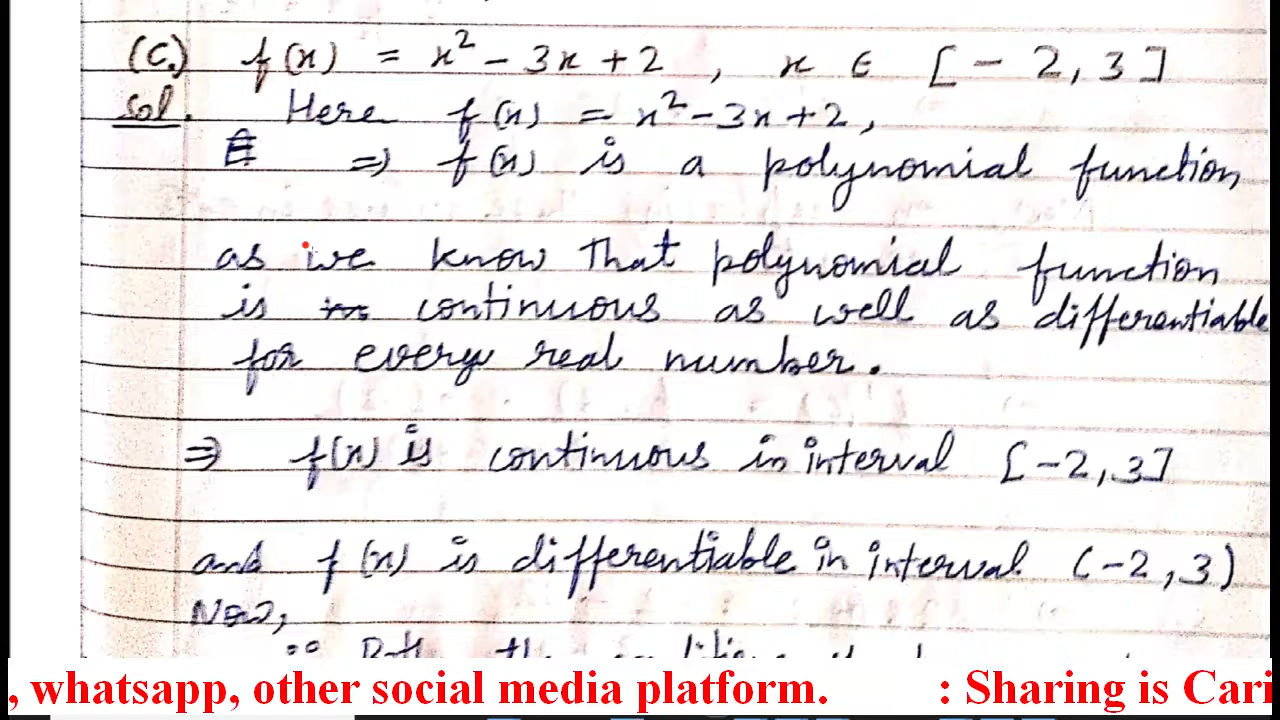 (C.) f(x) = x² - 3x + 2 , x ∈ [-2, 3]
Sol. Here f(x) = x² - 3x + 2,
⇒ f(x) is a polynomial function
as we know that polynomial function
is continuous as well as differentiable
for every real number.
⇒ f(x) is continuous in interval [-2, 3]
and f(x) is differentiable in interval (-2, 3)
Now,
, whatsapp, other social media platform. : Sharing is Cari